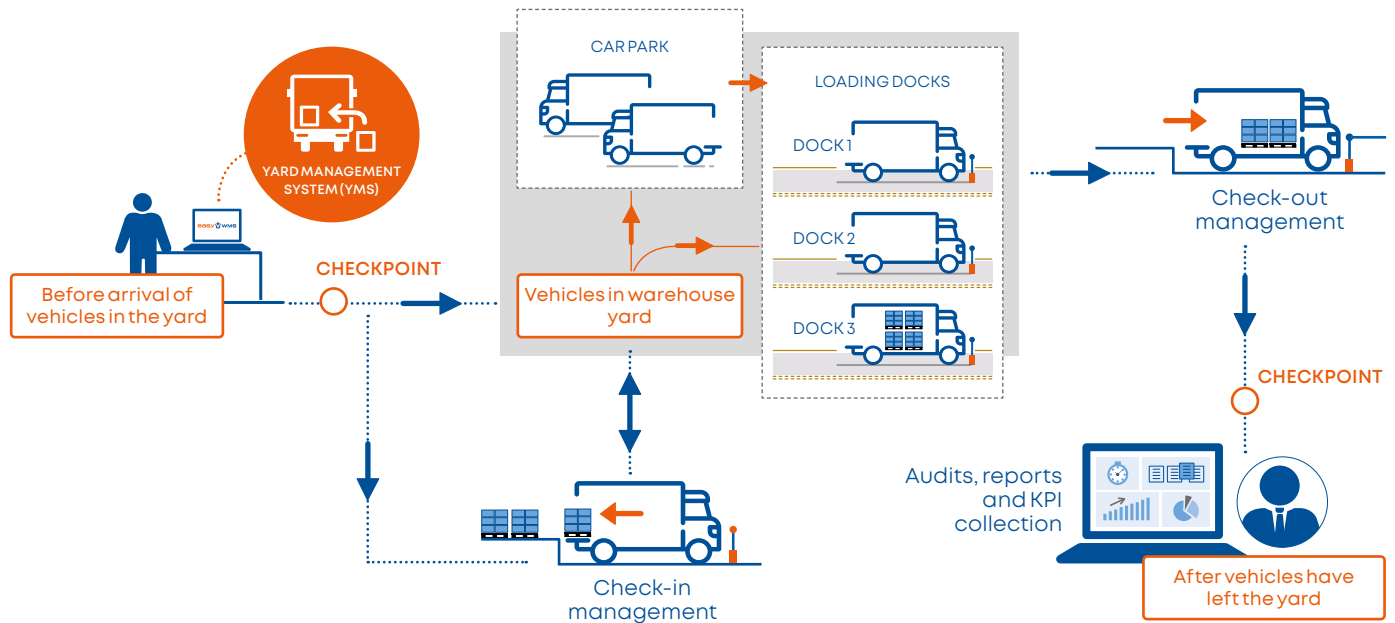 YARD MANAGEMENT
SYSTEM (YMS)
easy WMS
Before arrival of
vehicles in the yard
CHECKPOINT
CAR PARK
Vehicles in warehouse
yard
LOADING DOCKS
DOCK 1
DOCK 2
DOCK 3
Check-in
management
Check-out
management
CHECKPOINT
Audits, reports
and KPI
collection
After vehicles have
left the yard